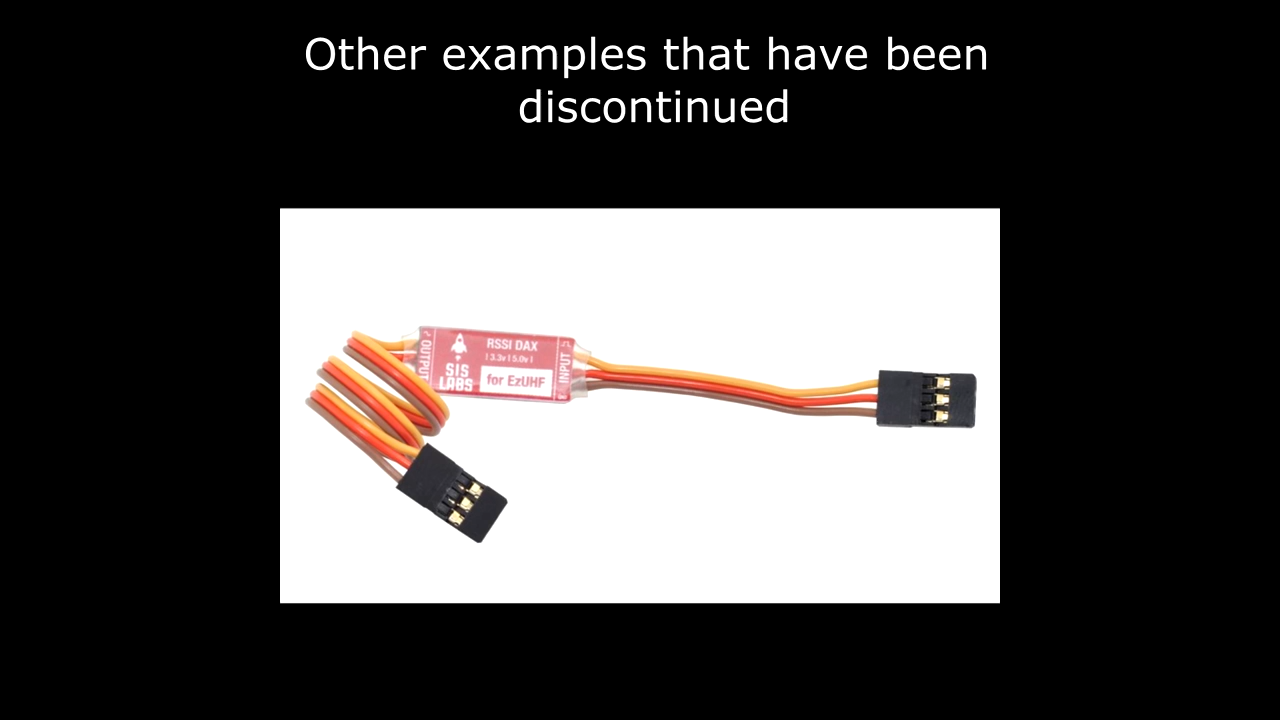 Other examples that have been
discontinued
OUTPUT
SIS
LABS
RSSI DAX
| 3.3v | 5.0v |
for EzUHF
INPUT